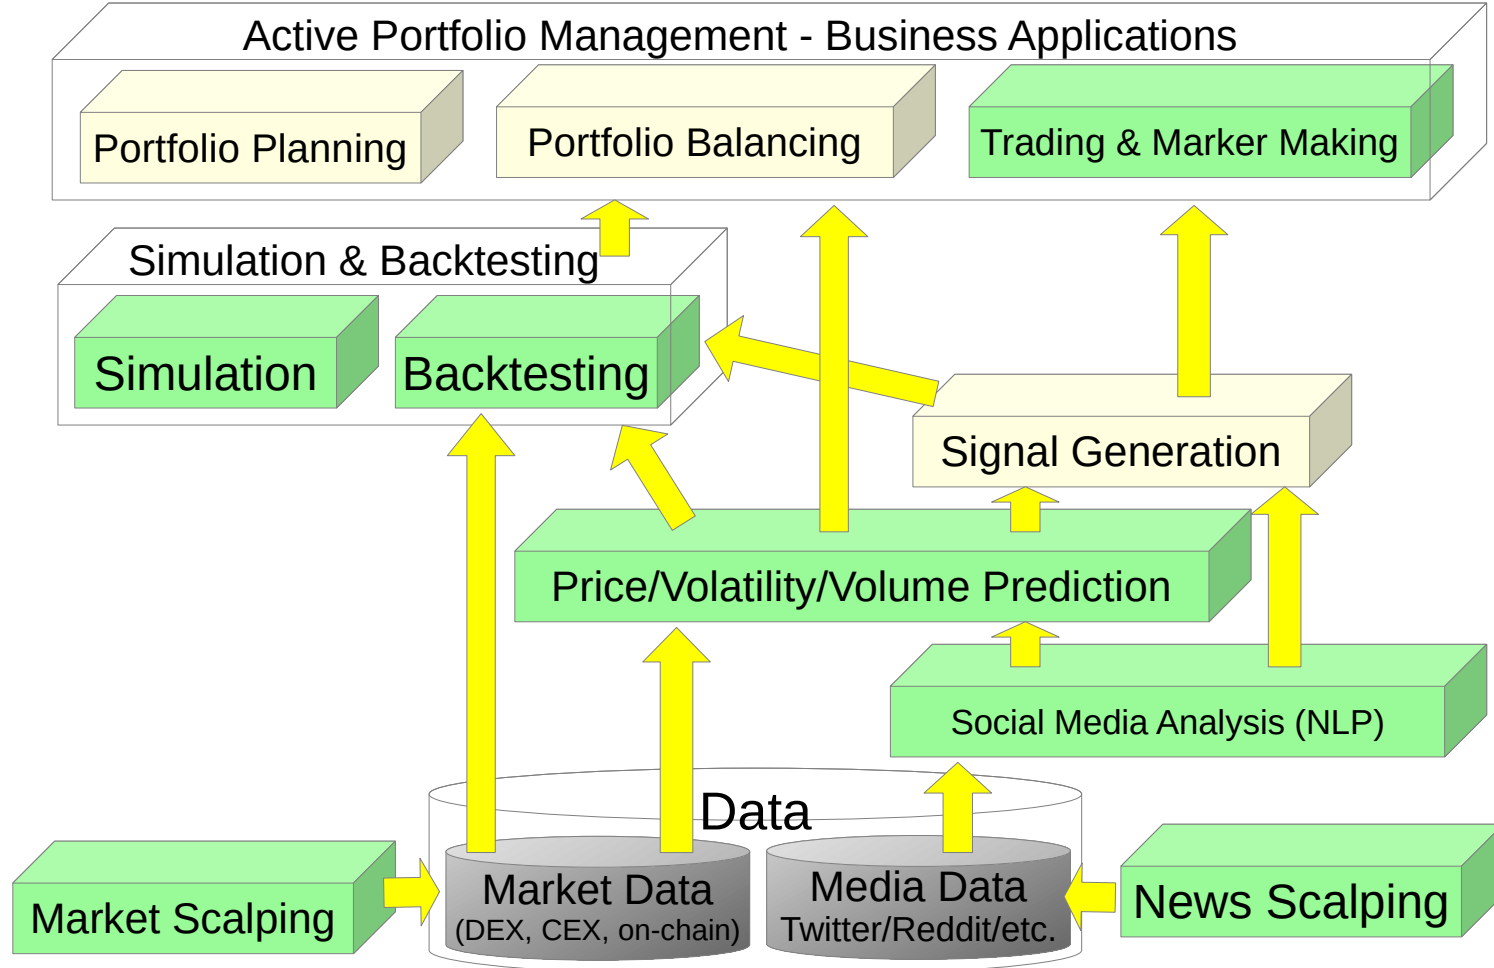 Active Portfolio Management - Business Applications
Portfolio Planning
Portfolio Balancing
Trading & Marker Making
Simulation & Backtesting
Simulation
Backtesting
Signal Generation
Price/Volatility/Volume Prediction
Social Media Analysis (NLP)
Data
Market Scalping
Market Data
(DEX, CEX, on-chain)
Media Data
Twitter/Reddit/etc.
News Scalping